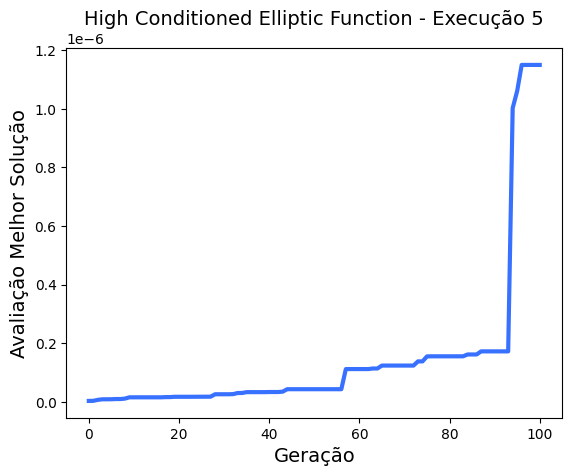 High Conditioned Elliptic Function - Execução 5
1e−6
1.2
1.0
0.8
0.6
0.4
0.2
0.0
Avaliação Melhor Solução
0 20 40 60 80 100
Geração